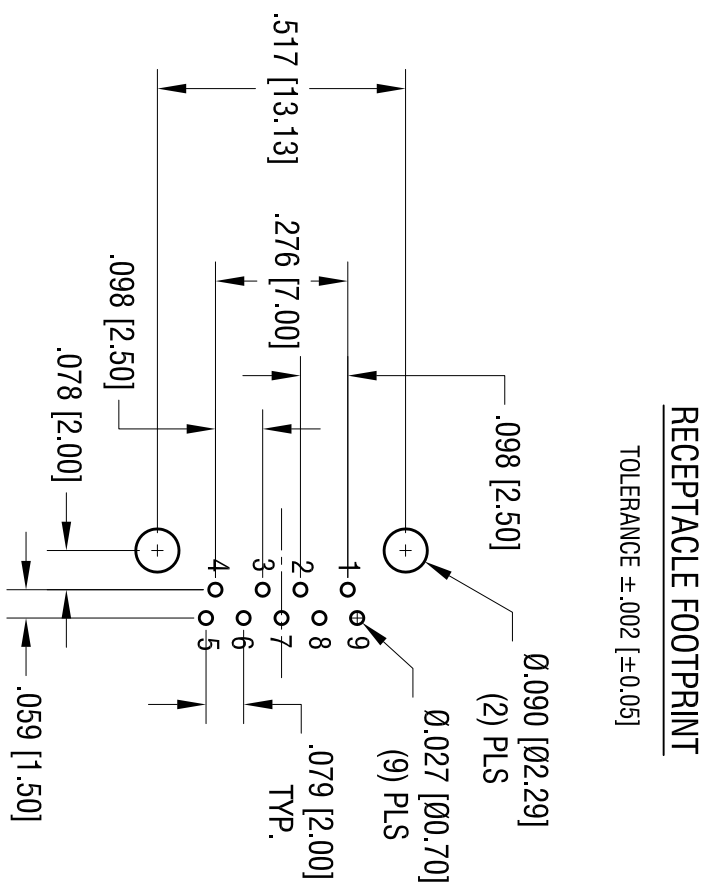 RECEPTACLE FOOTPRINT
TOLERANCE ±.002 [±0.05]
.517 [13.13]
.276 [7.00]
.098 [2.50]
.098 [2.50]
.078 [2.00]
Ø.090 [Ø2.29]
(2) PLS
Ø.027 [Ø0.70]
(9) PLS
4
3
2
1
5
6
7
8
9
.079 [2.00]
TYP.
.059 [1.50]